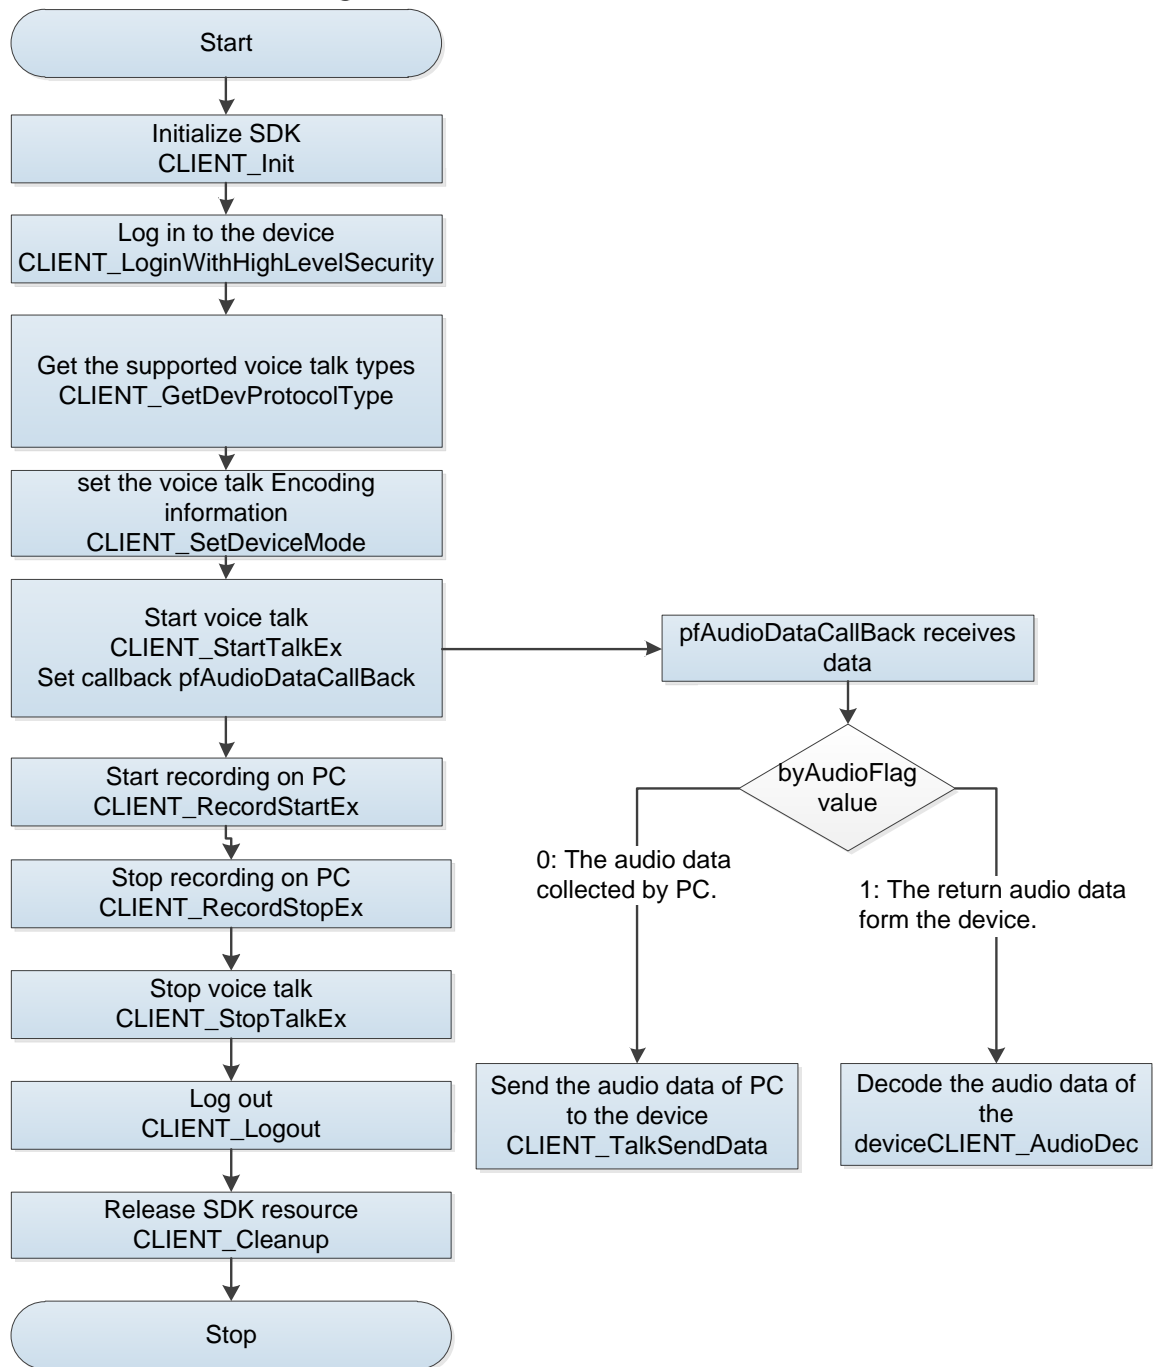 Start
Initialize SDK
CLIENT_Init
Log in to the device
CLIENT_LoginWithHighLevelSecurity
Get the supported voice talk types
CLIENT_GetDevProtocolType
set the voice talk Encoding
information
CLIENT_SetDeviceMode
Start voice talk
CLIENT_StartTalkEx
Set callback pfAudioDataCallBack
pfAudioDataCallBack receives
data
byAudioFlag
value
0: The audio data
collected by PC.
1: The return audio data
form the device.
Send the audio data of PC
to the device
CLIENT_TalkSendData
Decode the audio data of
the
deviceCLIENT_AudioDec
Start recording on PC
CLIENT_RecordStartEx
Stop recording on PC
CLIENT_RecordStopEx
Stop voice talk
CLIENT_StopTalkEx
Log out
CLIENT_Logout
Release SDK resource
CLIENT_Cleanup
Stop